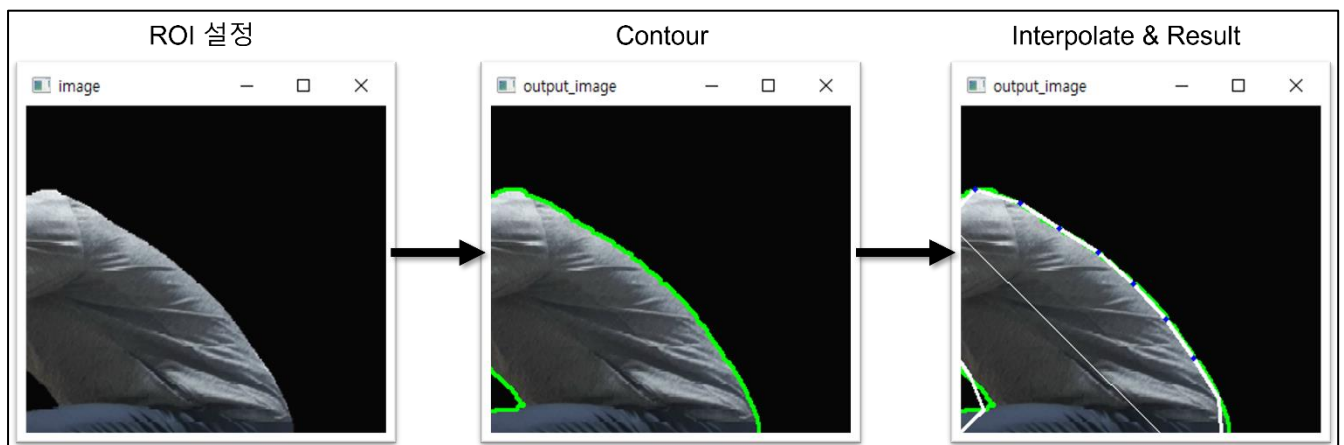 ROI 설정
Contour
Interpolate & Result
image
output_image
output_image